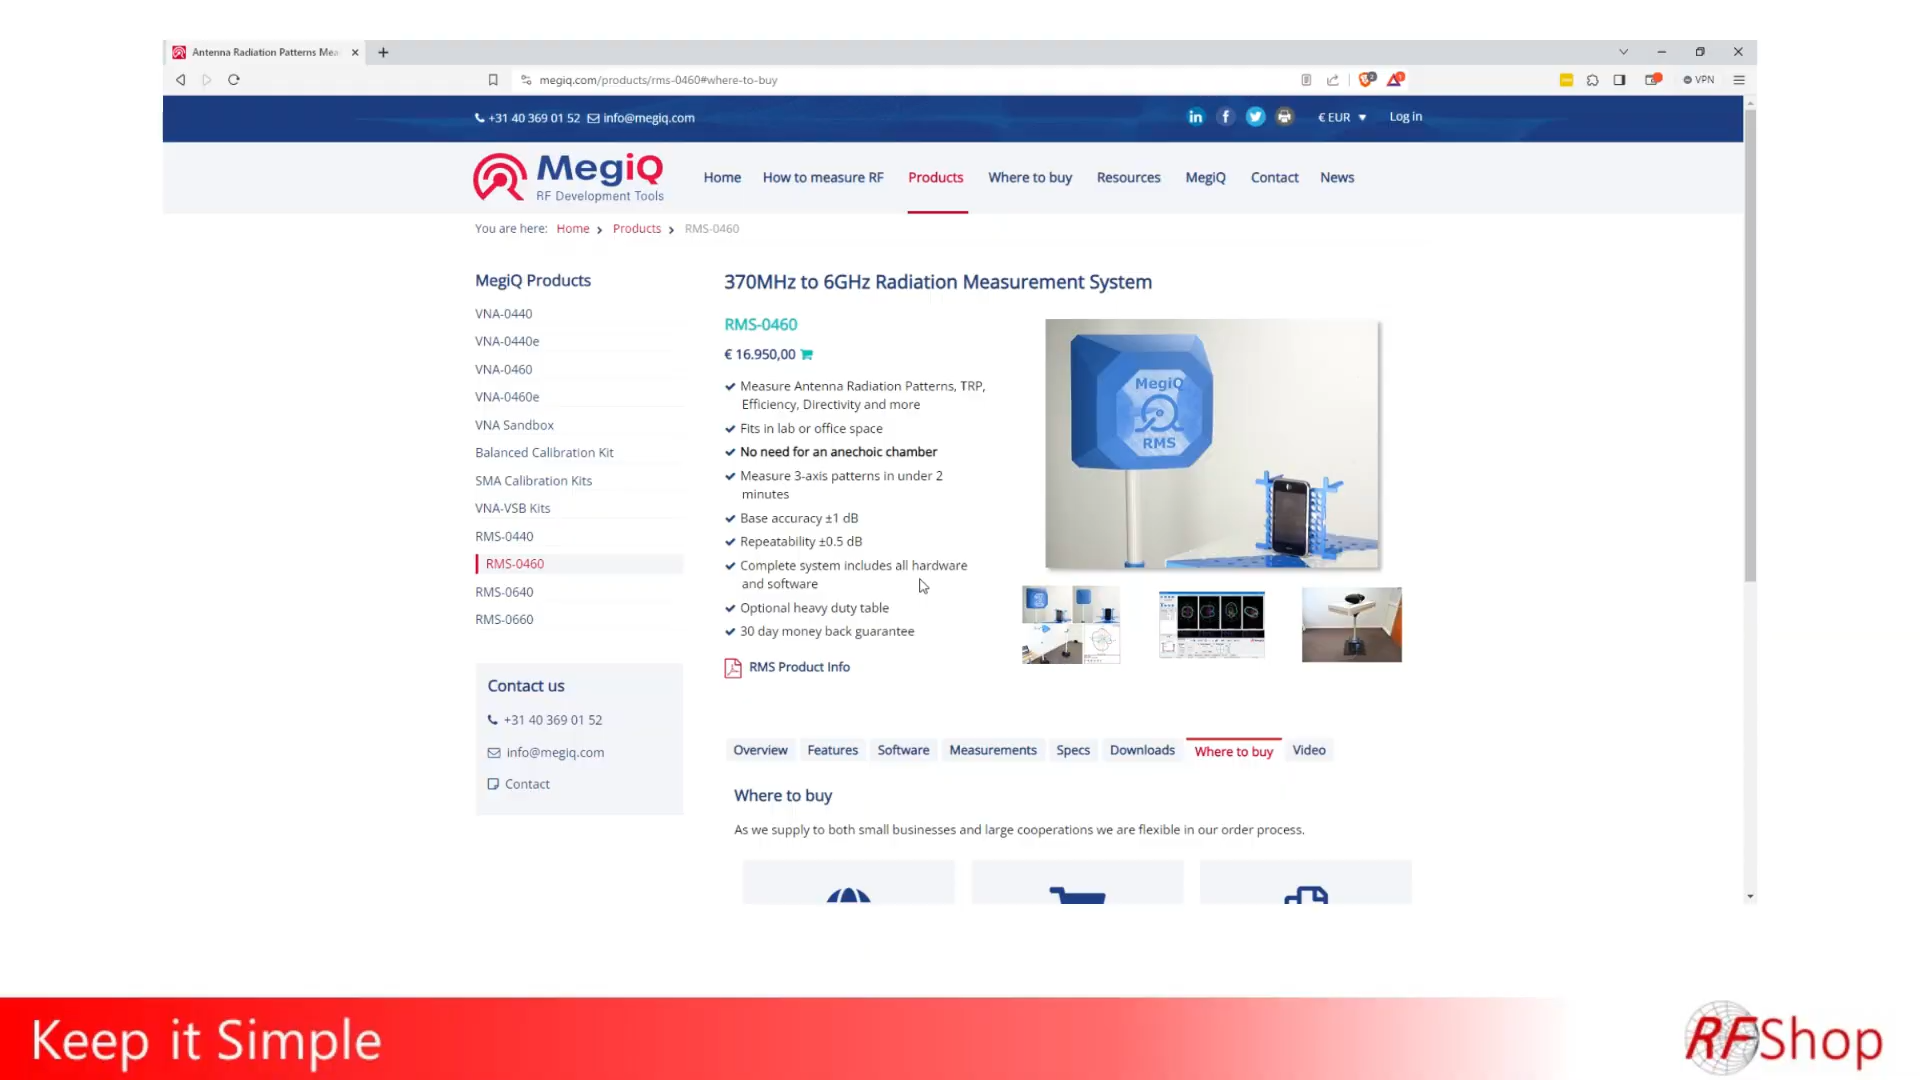 Antenna Radiation Patterns Mea
megiq.com/products/rms-0460#where-to-buy
VPN
+31 40 369 01 52 info@megiq.com
€ EUR
Log in
MegiQ
RF Development Tools
Home
How to measure RF
Products
Where to buy
Resources
MegiQ
Contact
News
You are here: Home Products RMS-0460
MegiQ Products
VNA-0440
VNA-0440e
VNA-0460
VNA-0460e
VNA Sandbox
Balanced Calibration Kit
SMA Calibration Kits
VNA-VSB Kits
RMS-0440
RMS-0460
RMS-0640
RMS-0660
Contact us
+31 40 369 01 52
info@megiq.com
Contact
370MHz to 6GHz Radiation Measurement System
RMS-0460
€ 16.950,00
Measure Antenna Radiation Patterns, TRP,
Efficiency, Directivity and more
Fits in lab or office space
No need for an anechoic chamber
Measure 3-axis patterns in under 2
minutes
Base accuracy ±1 dB
Repeatability ±0.5 dB
Complete system includes all hardware
and software
Optional heavy duty table
30 day money back guarantee
RMS Product Info
MegiQ
RMS
Overview
Features
Software
Measurements
Specs
Downloads
Where to buy
Video
Where to buy
As we supply to both small businesses and large cooperations we are flexible in our order process.
Keep it Simple
RFShop